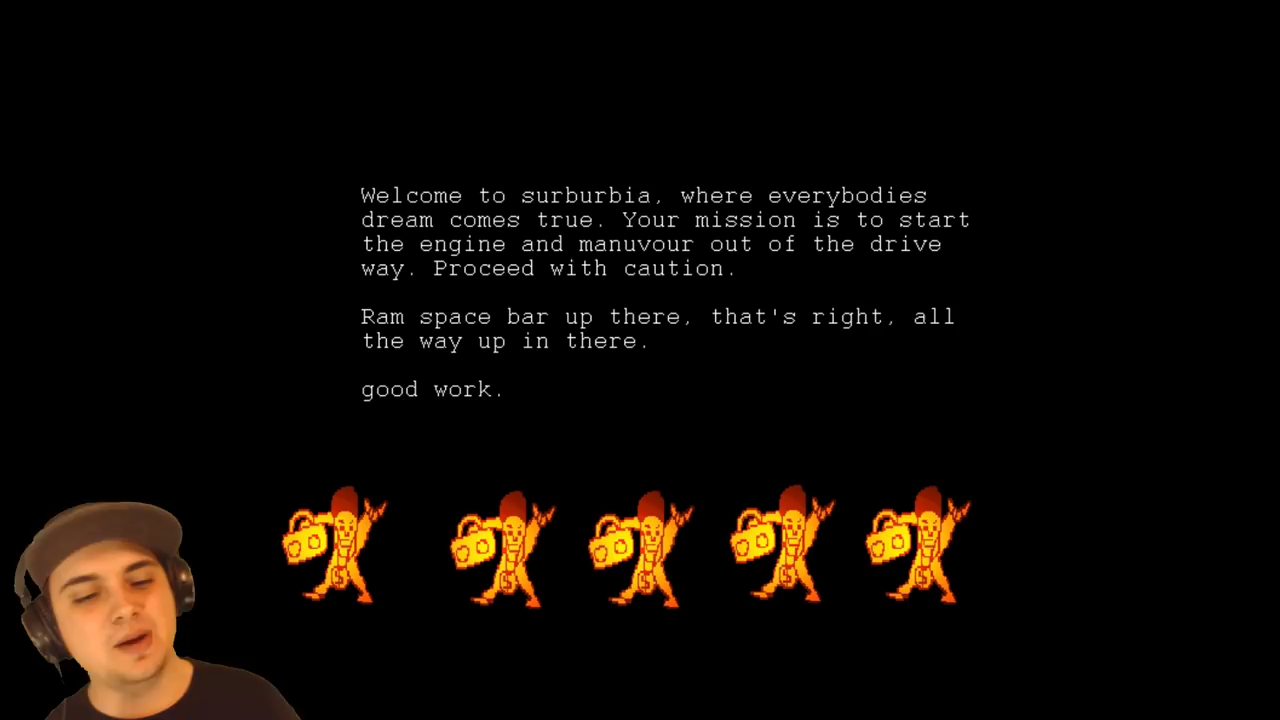 Welcome to surburbia, where everybodies
dream comes true. Your mission is to start
the engine and manuvour out of the drive
way. Proceed with caution.
Ram space bar up there, that's right, all
the way up in there.
good work.